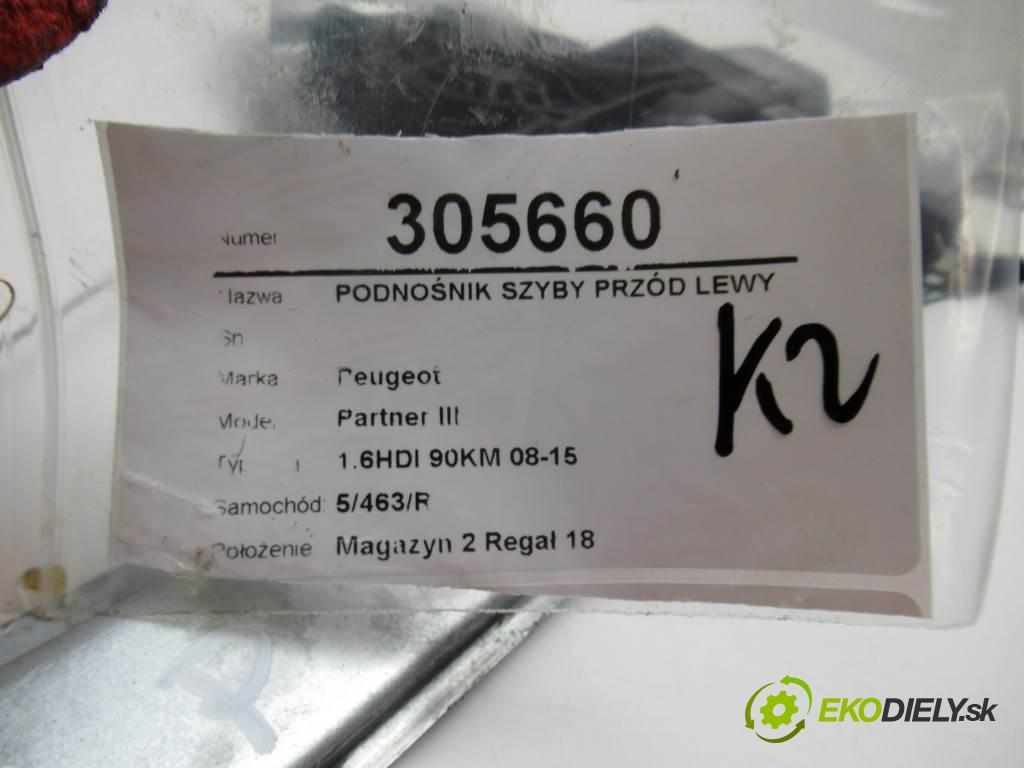 Numer 305660
Nazwa PODNOŚNIK SZYBY PRZÓD LEWY
Sn
Marka Peugeot
Model Partner III
Typ 1.6HDI 90KM 08-15
Samochód: 5/463/R
Położenie Magazyn 2 Regał 18
K2
EKODIELY.sk